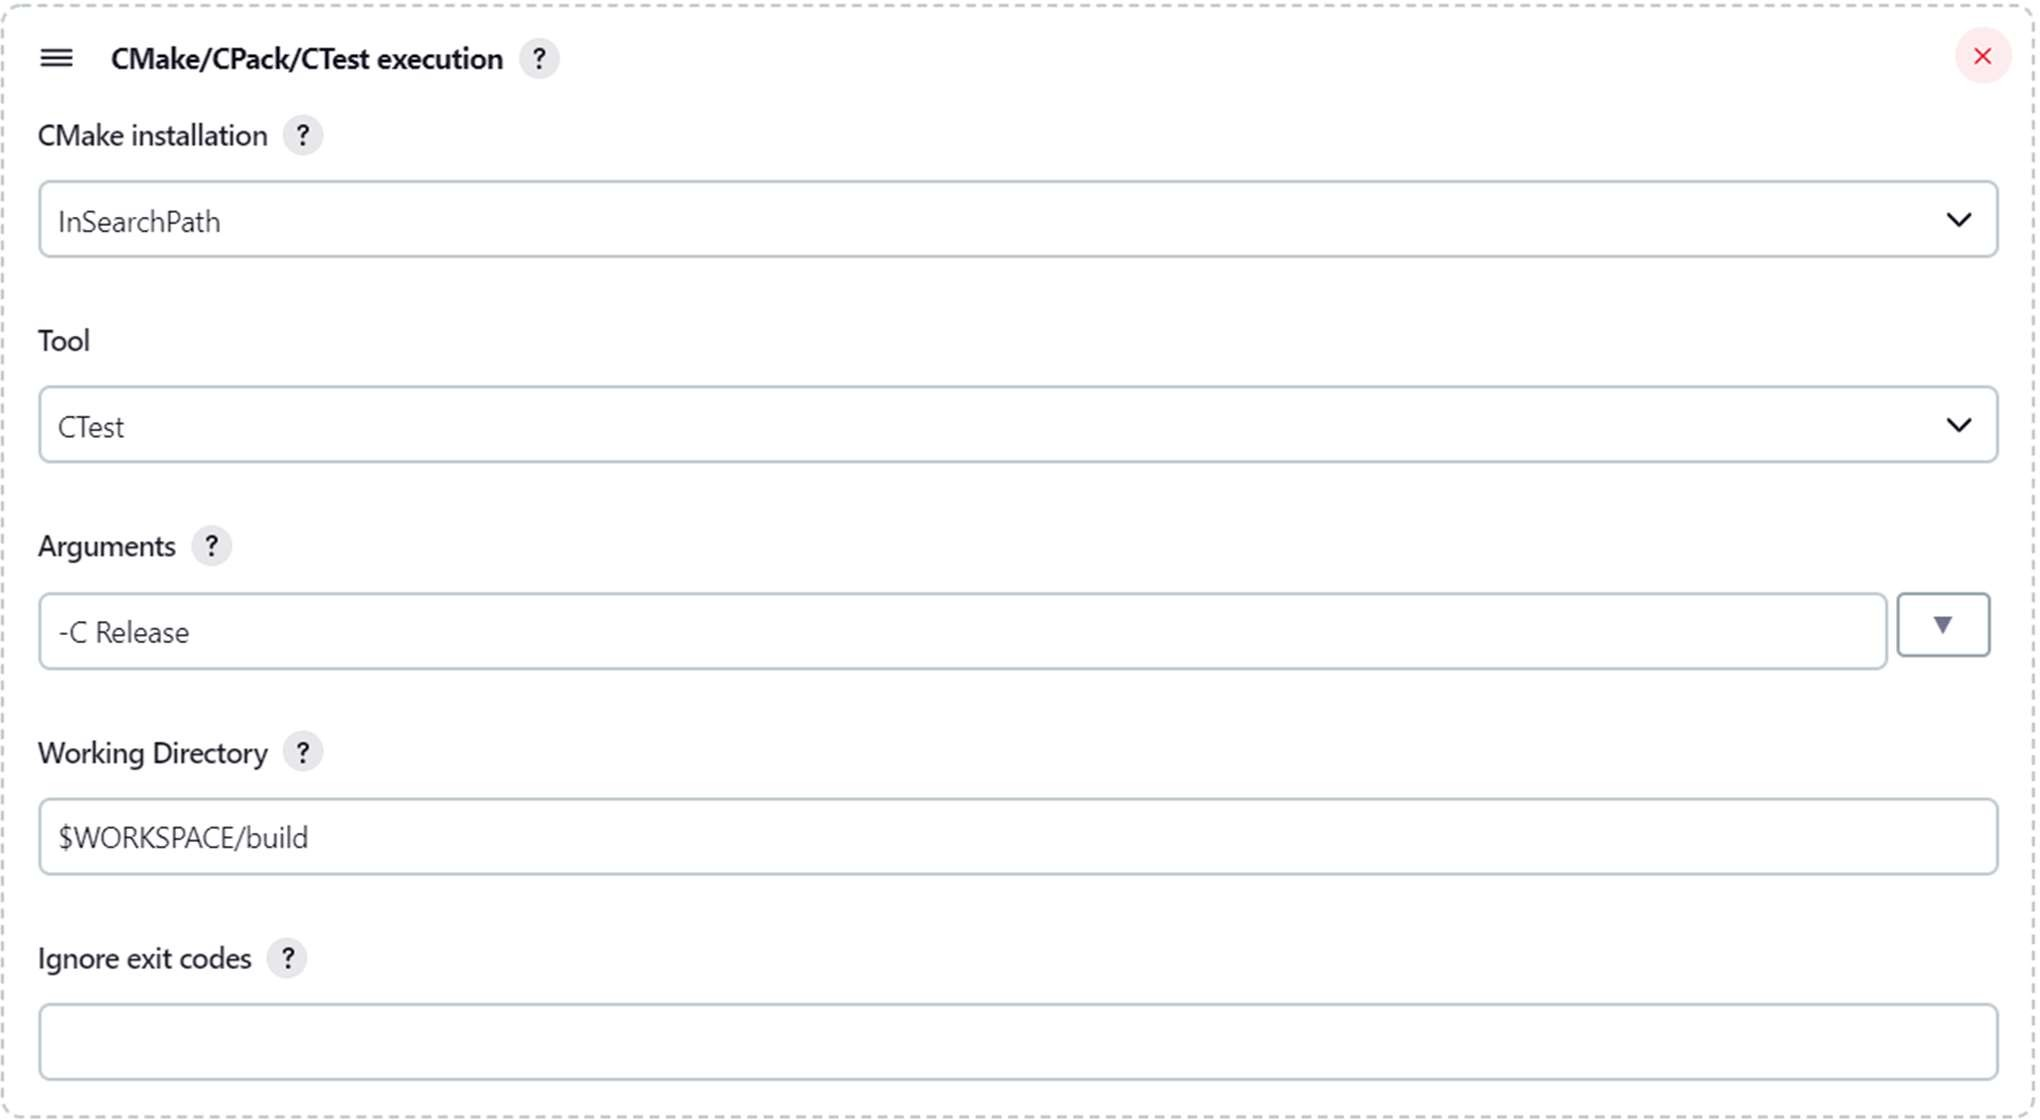 CMake/CPack/CTest execution ?
CMake installation ?
InSearchPath
Tool
CTest
Arguments ?
-C Release
Working Directory ?
$WORKSPACE/build
Ignore exit codes ?